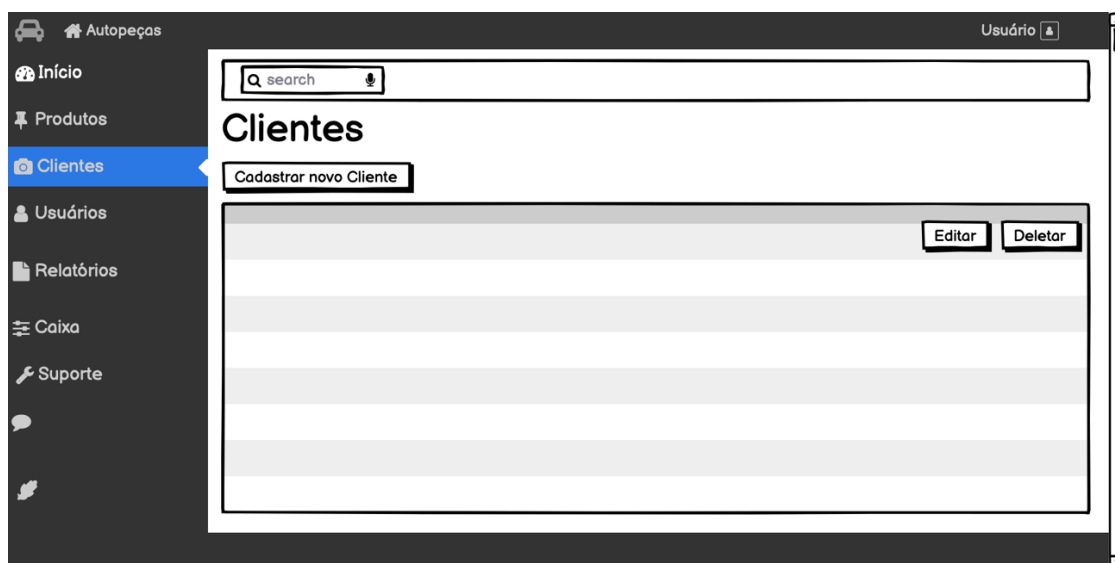 Autopeças
Usuário
Início
search
Produtos
Clientes
Clientes
Cadastrar novo Cliente
Usuários
Editar
Deletar
Relatórios
Caixa
Suporte